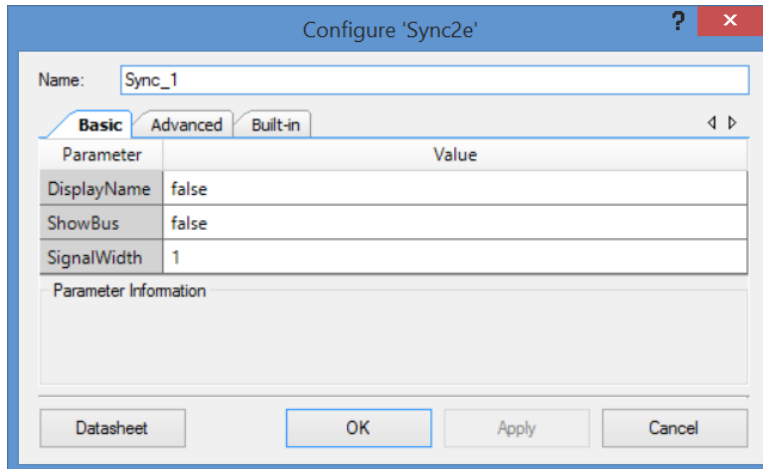 Configure 'Sync2e'
?
Name: Sync_1
Basic Advanced Built-in
Parameter Value
DisplayName false
ShowBus false
SignalWidth 1
Parameter Information
Datasheet OK Apply Cancel